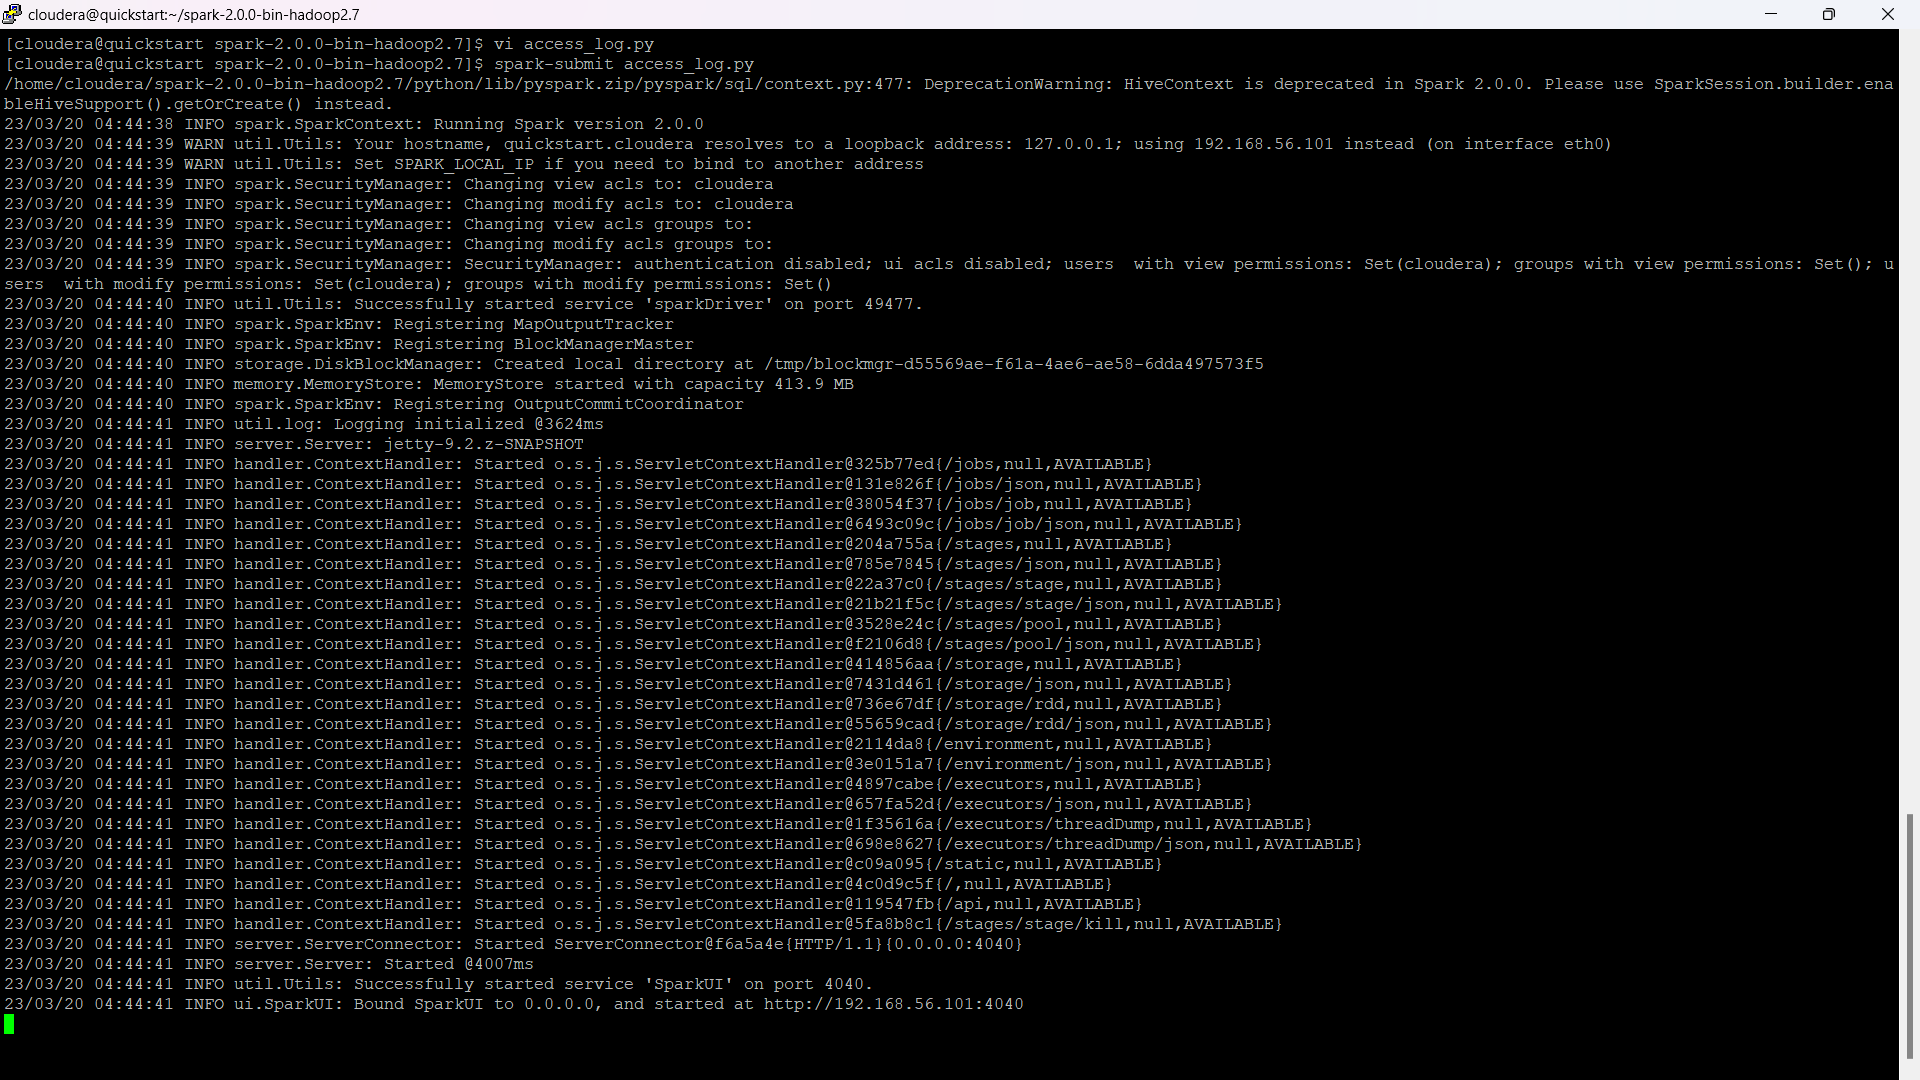 cloudera@quickstart:~/spark-2.0.0-bin-hadoop2.7
[cloudera@quickstart spark-2.0.0-bin-hadoop2.7]$ vi access_log.py
[cloudera@quickstart spark-2.0.0-bin-hadoop2.7]$ spark-submit access_log.py
/home/cloudera/spark-2.0.0-bin-hadoop2.7/python/lib/pyspark.zip/pyspark/sql/context.py:477: DeprecationWarning: HiveContext is deprecated in Spark 2.0.0. Please use SparkSession.builder.ena
bleHiveSupport().getOrCreate() instead.
23/03/20 04:44:38 INFO spark.SparkContext: Running Spark version 2.0.0
23/03/20 04:44:39 WARN util.Utils: Your hostname, quickstart.cloudera resolves to a loopback address: 127.0.0.1; using 192.168.56.101 instead (on interface eth0)
23/03/20 04:44:39 WARN util.Utils: Set SPARK_LOCAL_IP if you need to bind to another address
23/03/20 04:44:39 INFO spark.SecurityManager: Changing view acls to: cloudera
23/03/20 04:44:39 INFO spark.SecurityManager: Changing modify acls to: cloudera
23/03/20 04:44:39 INFO spark.SecurityManager: Changing view acls groups to:
23/03/20 04:44:39 INFO spark.SecurityManager: Changing modify acls groups to:
23/03/20 04:44:39 INFO spark.SecurityManager: SecurityManager: authentication disabled; ui acls disabled; users  with view permissions: Set(cloudera); groups with view permissions: Set(); u
sers  with modify permissions: Set(cloudera); groups with modify permissions: Set()
23/03/20 04:44:40 INFO util.Utils: Successfully started service 'sparkDriver' on port 49477.
23/03/20 04:44:40 INFO spark.SparkEnv: Registering MapOutputTracker
23/03/20 04:44:40 INFO spark.SparkEnv: Registering BlockManagerMaster
23/03/20 04:44:40 INFO storage.DiskBlockManager: Created local directory at /tmp/blockmgr-d55569ae-f61a-4ae6-ae58-6dda497573f5
23/03/20 04:44:40 INFO memory.MemoryStore: MemoryStore started with capacity 413.9 MB
23/03/20 04:44:40 INFO spark.SparkEnv: Registering OutputCommitCoordinator
23/03/20 04:44:41 INFO util.log: Logging initialized @3624ms
23/03/20 04:44:41 INFO server.Server: jetty-9.2.z-SNAPSHOT
23/03/20 04:44:41 INFO handler.ContextHandler: Started o.s.j.s.ServletContextHandler@325b77ed{/jobs,null,AVAILABLE}
23/03/20 04:44:41 INFO handler.ContextHandler: Started o.s.j.s.ServletContextHandler@131e826f{/jobs/json,null,AVAILABLE}
23/03/20 04:44:41 INFO handler.ContextHandler: Started o.s.j.s.ServletContextHandler@38054f37{/jobs/job,null,AVAILABLE}
23/03/20 04:44:41 INFO handler.ContextHandler: Started o.s.j.s.ServletContextHandler@6493c09c{/jobs/job/json,null,AVAILABLE}
23/03/20 04:44:41 INFO handler.ContextHandler: Started o.s.j.s.ServletContextHandler@204a755a{/stages,null,AVAILABLE}
23/03/20 04:44:41 INFO handler.ContextHandler: Started o.s.j.s.ServletContextHandler@785e7845{/stages/json,null,AVAILABLE}
23/03/20 04:44:41 INFO handler.ContextHandler: Started o.s.j.s.ServletContextHandler@22a37c0{/stages/stage,null,AVAILABLE}
23/03/20 04:44:41 INFO handler.ContextHandler: Started o.s.j.s.ServletContextHandler@21b21f5c{/stages/stage/json,null,AVAILABLE}
23/03/20 04:44:41 INFO handler.ContextHandler: Started o.s.j.s.ServletContextHandler@3528e24c{/stages/pool,null,AVAILABLE}
23/03/20 04:44:41 INFO handler.ContextHandler: Started o.s.j.s.ServletContextHandler@f2106d8{/stages/pool/json,null,AVAILABLE}
23/03/20 04:44:41 INFO handler.ContextHandler: Started o.s.j.s.ServletContextHandler@414856aa{/storage,null,AVAILABLE}
23/03/20 04:44:41 INFO handler.ContextHandler: Started o.s.j.s.ServletContextHandler@7431d461{/storage/json,null,AVAILABLE}
23/03/20 04:44:41 INFO handler.ContextHandler: Started o.s.j.s.ServletContextHandler@736e67df{/storage/rdd,null,AVAILABLE}
23/03/20 04:44:41 INFO handler.ContextHandler: Started o.s.j.s.ServletContextHandler@55659cad{/storage/rdd/json,null,AVAILABLE}
23/03/20 04:44:41 INFO handler.ContextHandler: Started o.s.j.s.ServletContextHandler@2114da8{/environment,null,AVAILABLE}
23/03/20 04:44:41 INFO handler.ContextHandler: Started o.s.j.s.ServletContextHandler@3e0151a7{/environment/json,null,AVAILABLE}
23/03/20 04:44:41 INFO handler.ContextHandler: Started o.s.j.s.ServletContextHandler@4897cabe{/executors,null,AVAILABLE}
23/03/20 04:44:41 INFO handler.ContextHandler: Started o.s.j.s.ServletContextHandler@657fa52d{/executors/json,null,AVAILABLE}
23/03/20 04:44:41 INFO handler.ContextHandler: Started o.s.j.s.ServletContextHandler@1f35616a{/executors/threadDump,null,AVAILABLE}
23/03/20 04:44:41 INFO handler.ContextHandler: Started o.s.j.s.ServletContextHandler@698e8627{/executors/threadDump/json,null,AVAILABLE}
23/03/20 04:44:41 INFO handler.ContextHandler: Started o.s.j.s.ServletContextHandler@c09a095{/static,null,AVAILABLE}
23/03/20 04:44:41 INFO handler.ContextHandler: Started o.s.j.s.ServletContextHandler@4c0d9c5f{/,null,AVAILABLE}
23/03/20 04:44:41 INFO handler.ContextHandler: Started o.s.j.s.ServletContextHandler@119547fb{/api,null,AVAILABLE}
23/03/20 04:44:41 INFO handler.ContextHandler: Started o.s.j.s.ServletContextHandler@5fa8b8c1{/stages/stage/kill,null,AVAILABLE}
23/03/20 04:44:41 INFO server.ServerConnector: Started ServerConnector@f6a5a4e{HTTP/1.1}{0.0.0.0:4040}
23/03/20 04:44:41 INFO server.Server: Started @4007ms
23/03/20 04:44:41 INFO util.Utils: Successfully started service 'SparkUI' on port 4040.
23/03/20 04:44:41 INFO ui.SparkUI: Bound SparkUI to 0.0.0.0, and started at http://192.168.56.101:4040